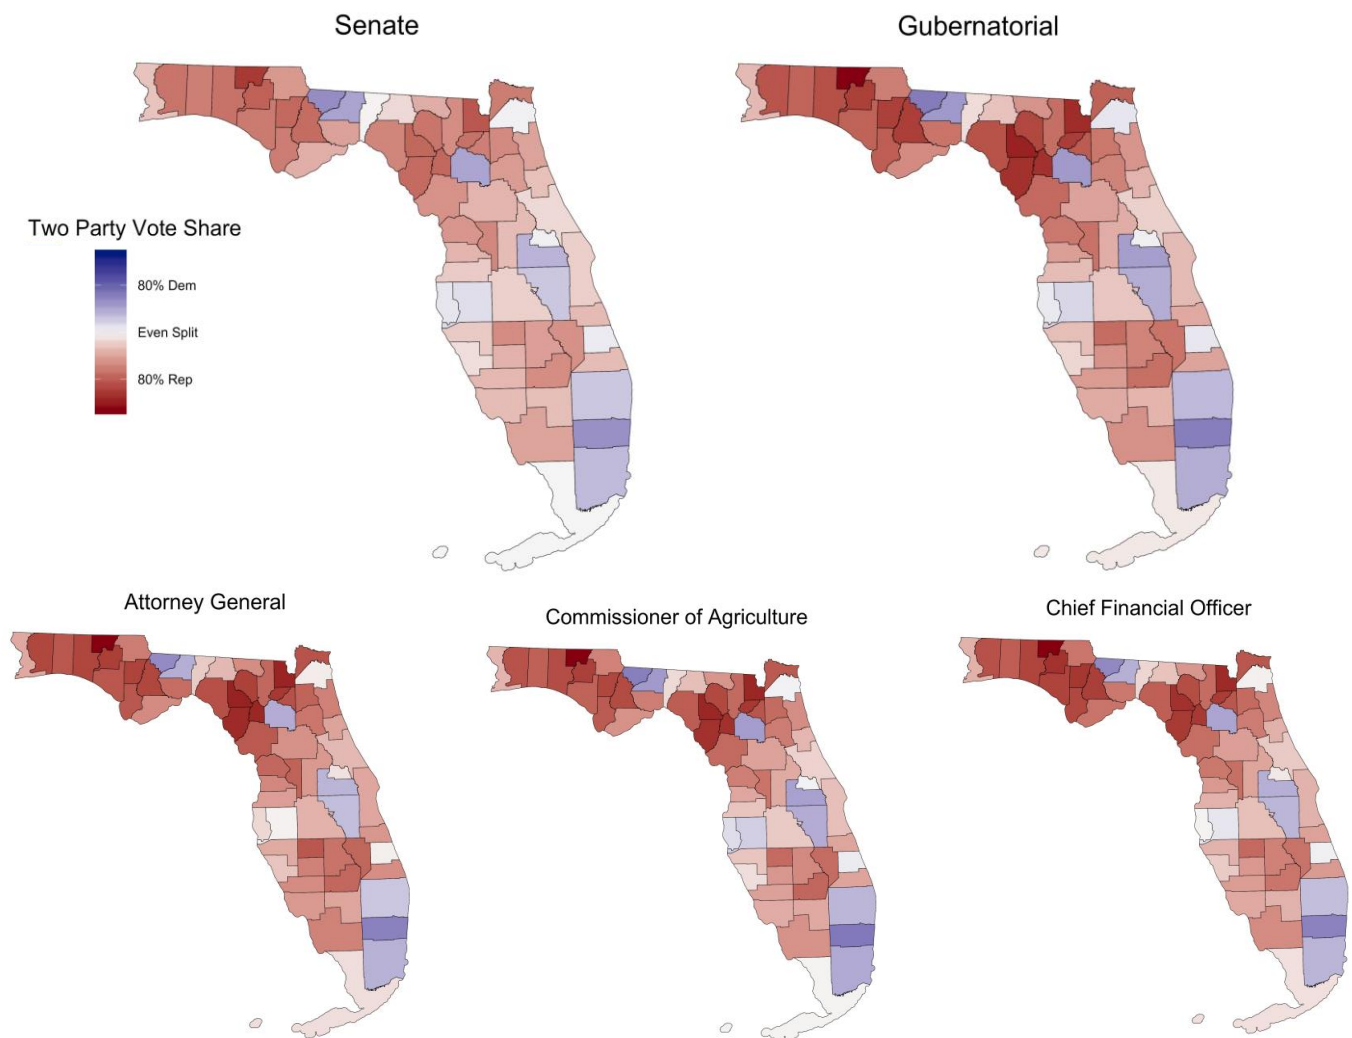 Senate
Gubernatorial
Two Party Vote Share
80% Dem
Even Split
80% Rep
Attorney General
Commissioner of Agriculture
Chief Financial Officer